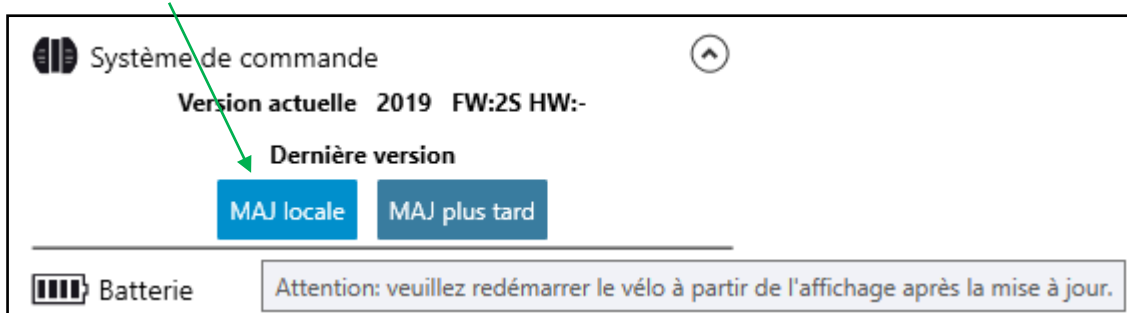 Système de commande
Version actuelle 2019 FW:2S HW:-
Dernière version
MAJ locale MAJ plus tard
Batterie
Attention: veuillez redémarrer le vélo à partir de l'affichage après la mise à jour.